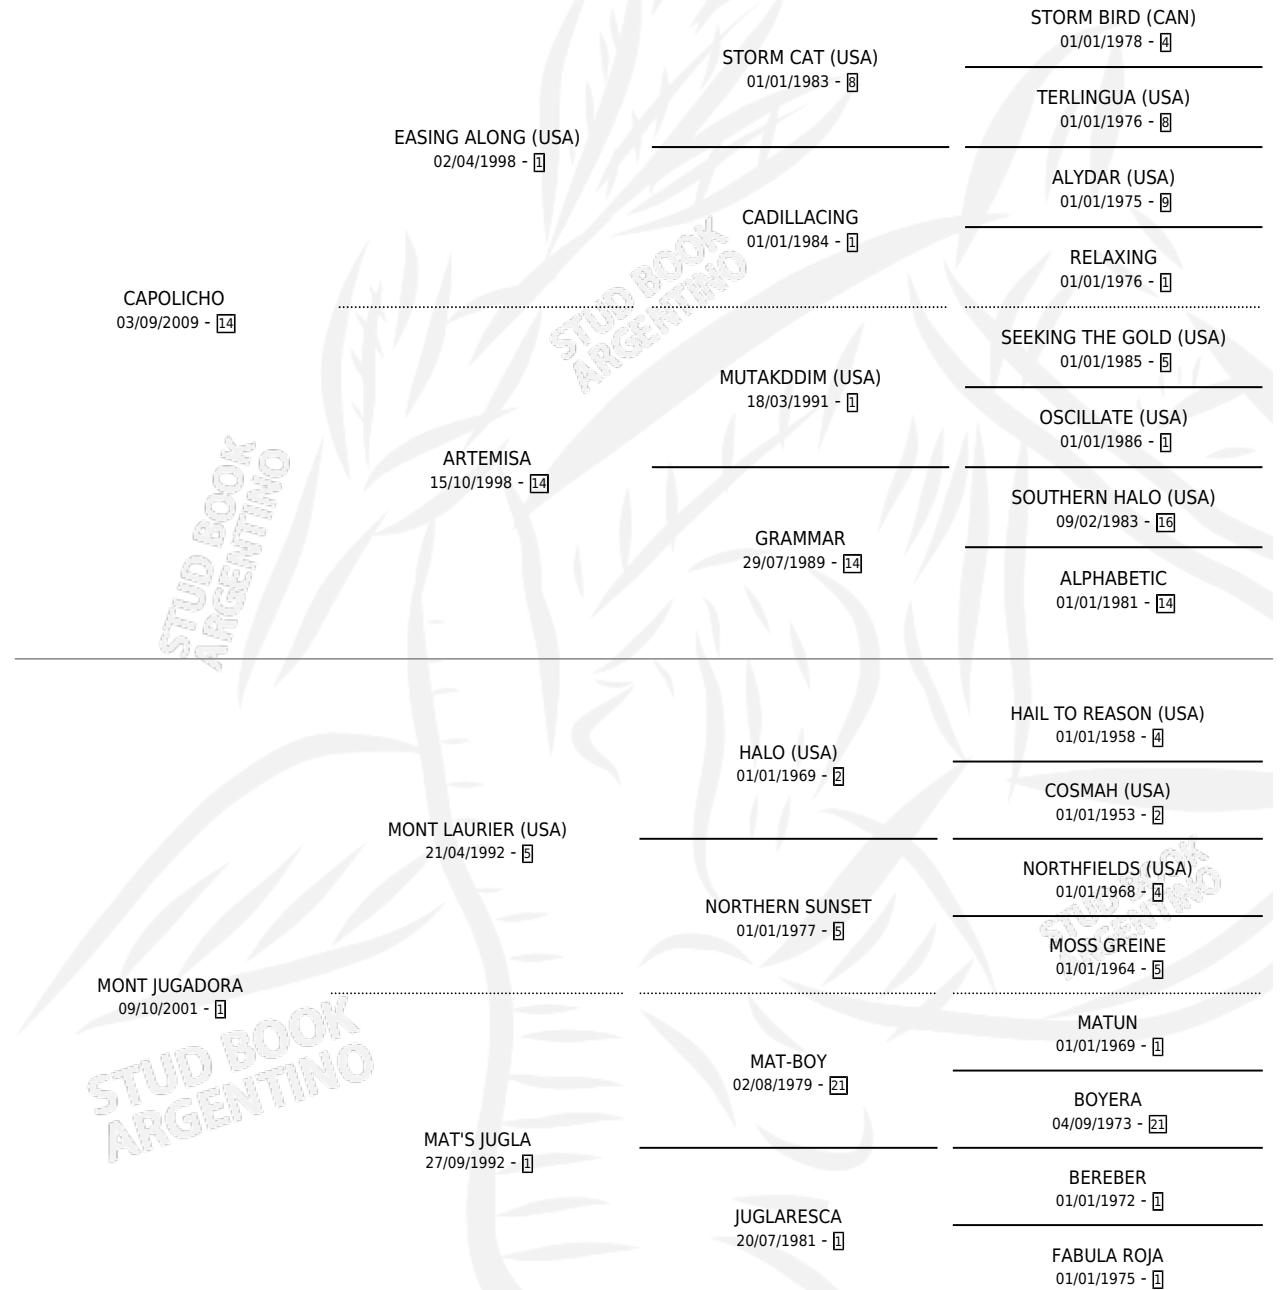 STORM BIRD (CAN)
01/01/1978 - 4
STORM CAT (USA)
01/01/1983 - 8
TERLINGUA (USA)
01/01/1976 - 8
EASING ALONG (USA)
02/04/1998 - 1
ALYDAR (USA)
01/01/1975 - 9
CADILLACING
01/01/1984 - 1
RELAXING
01/01/1976 - 1
CAPOLICHO
03/09/2009 - 14
SEEKING THE GOLD (USA)
01/01/1985 - 5
MUTAKDDIM (USA)
18/03/1991 - 1
OSCILLATE (USA)
01/01/1986 - 1
ARTEMISA
15/10/1998 - 14
SOUTHERN HALO (USA)
09/02/1983 - 16
GRAMMAR
29/07/1989 - 14
ALPHABETIC
01/01/1981 - 14
STUD BOOK
ARGENTINO
STUD BOOK
ARGENTINO
HAIL TO REASON (USA)
01/01/1958 - 4
HALO (USA)
01/01/1969 - 2
COSMAH (USA)
01/01/1953 - 2
MONT LAURIER (USA)
21/04/1992 - 5
NORTHFIELDS (USA)
01/01/1968 - 4
NORTHERN SUNSET
01/01/1977 - 5
MOSS GREINE
01/01/1964 - 5
MONT JUGADORA
09/10/2001 - 1
MATUN
01/01/1969 - 1
MAT-BOY
02/08/1979 - 21
BOYERA
04/09/1973 - 21
MAT'S JUGLA
27/09/1992 - 1
BEREBER
01/01/1972 - 1
JUGLARESCA
20/07/1981 - 1
FABULA ROJA
01/01/1975 - 1
STUD BOOK
ARGENTINO
STUD BOOK
ARGENTINO